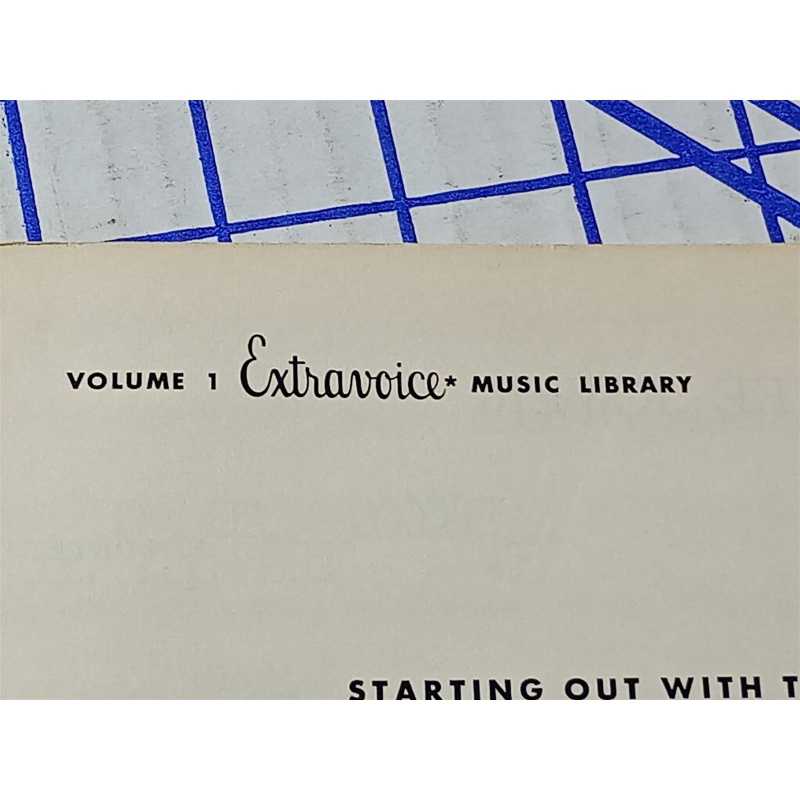 VOLUME 1 Extravoice* MUSIC LIBRARY
STARTING OUT WITH T